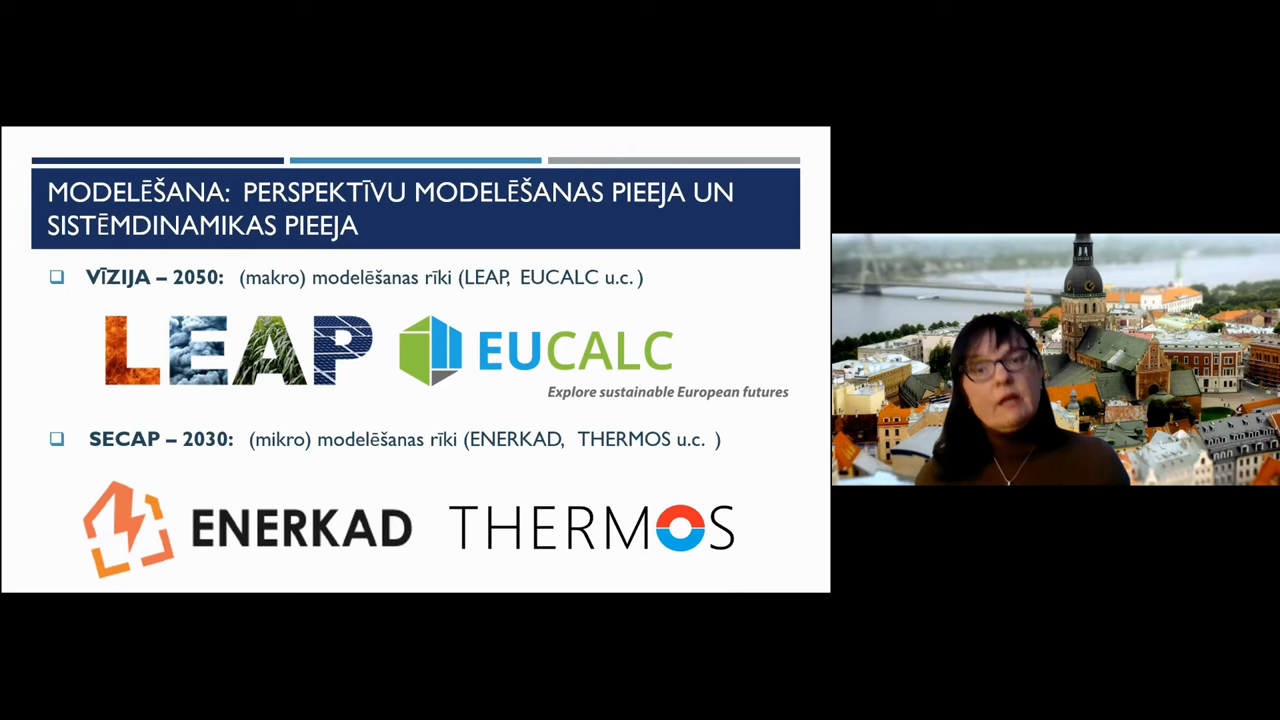 MODELĒŠANA: PERSPEKTĪVU MODELĒŠANAS PIEEJA UN
SISTĒMDINAMIKAS PIEEJA
VĪZIJA – 2050: (makro) modelēšanas rīki (LEAP, EUCALC u.c. )
LEAP
EUCALC
Explore sustainable European futures
SECAP – 2030: (mikro) modelēšanas rīki (ENERKAD, THERMOS u.c. )
ENERKAD
THERMOS